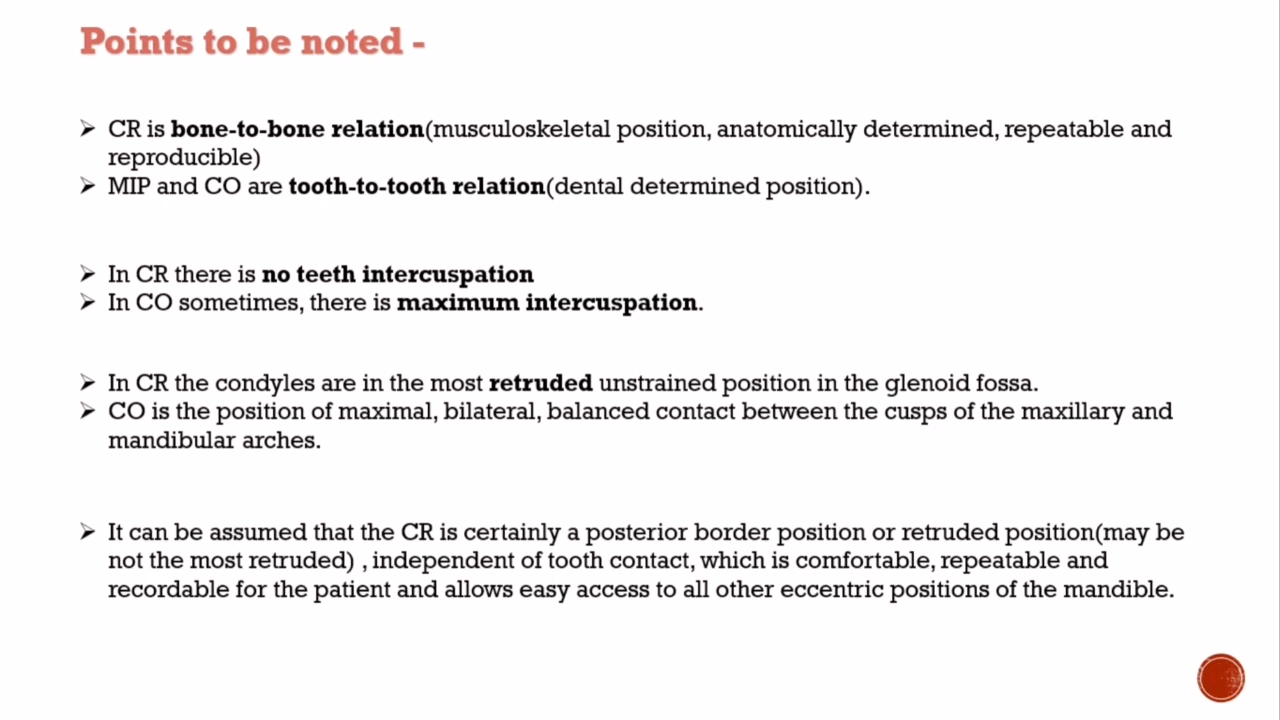 Points to be noted -
➢ CR is bone-to-bone relation(musculoskeletal position, anatomically determined, repeatable and
reproducible)
➢ MIP and CO are tooth-to-tooth relation(dental determined position).
➢ In CR there is no teeth intercuspation
➢ In CO sometimes, there is maximum intercuspation.
➢ In CR the condyles are in the most retruded unstrained position in the glenoid fossa.
➢ CO is the position of maximal, bilateral, balanced contact between the cusps of the maxillary and
mandibular arches.
➢ It can be assumed that the CR is certainly a posterior border position or retruded position(may be
not the most retruded) , independent of tooth contact, which is comfortable, repeatable and
recordable for the patient and allows easy access to all other eccentric positions of the mandible.